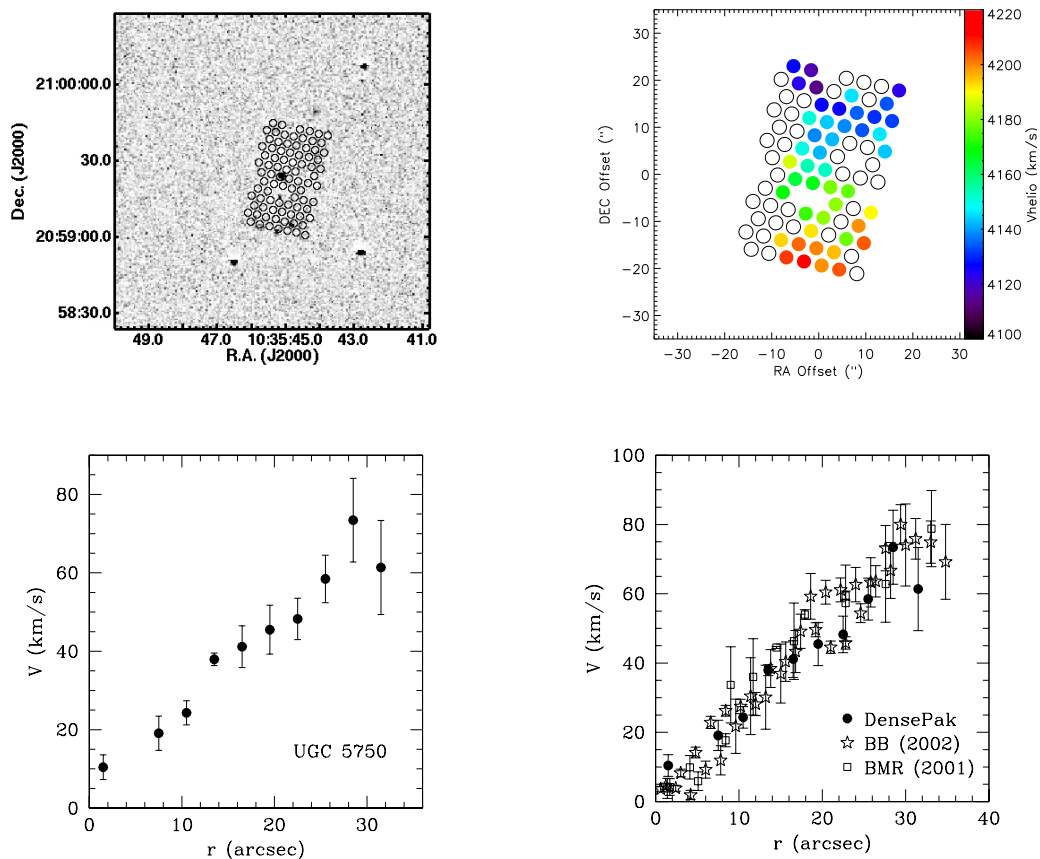 21:00:00.0
30.0
20:59:00.0
58:30.0
Dec. (J2000)
49.0 47.0 10:35:45.0 43.0 41.0
R.A. (J2000)
30
20
10
0
−10
−20
−30
DEC Offset (")
−30 −20 −10 0 10 20 30
RA Offset (")
4220
4200
4180
4160
4140
4120
4100
Vhelio (km/s)
80
60
40
20
0
V (km/s)
UGC 5750
0 10 20 30
r (arcsec)
100
80
60
40
20
0
V (km/s)
DensePak
BB (2002)
BMR (2001)
0 10 20 30 40
r (arcsec)